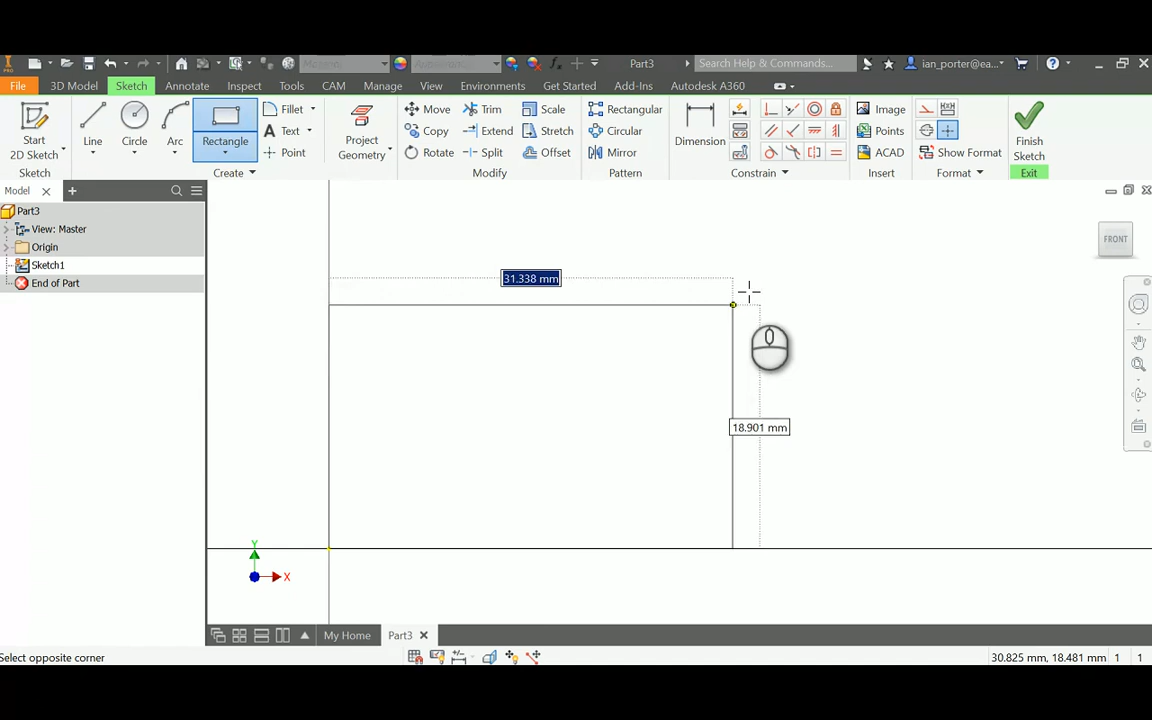 PRO
Part3
Search Help & Commands...
ian_porter@ea...
File
3D Model
Sketch
Annotate
Inspect
Tools
CAM
Manage
View
Environments
Get Started
Add-Ins
Autodesk A360
Start
2D Sketch
Line
Circle
Arc
Rectangle
Fillet
Text
Point
Project
Geometry
Move
Copy
Rotate
Trim
Extend
Split
Scale
Stretch
Offset
Rectangular
Circular
Mirror
Dimension
Image
Points
ACAD
Show Format
Finish
Sketch
Sketch
Create
Modify
Pattern
Constrain
Insert
Format
Exit
Model
Part3
View: Master
Origin
Sketch1
End of Part
FRONT
31.338 mm
18.901 mm
Y
X
My Home
Part3
Select opposite corner
30.825 mm, 18.481 mm
1
1